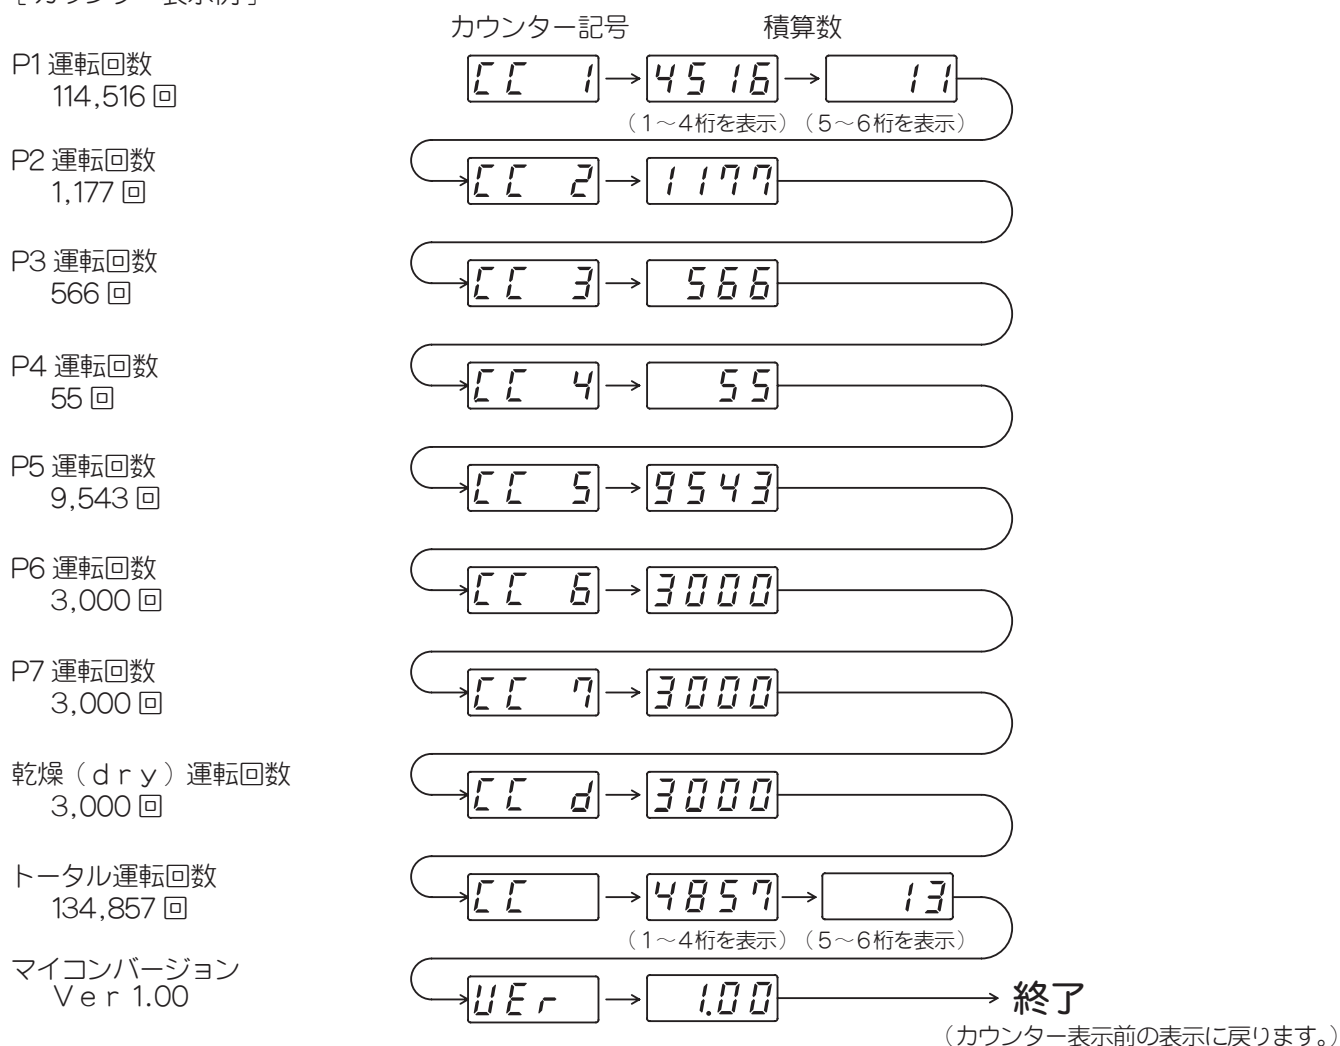 [カウンター表示例]
カウンター記号 積算数
P1 運転回数
114,516 回
CC 1 → 4516 → 11
(1〜4桁を表示) (5〜6桁を表示)
P2 運転回数
1,177 回
CC 2 → 1177
P3 運転回数
566 回
CC 3 → 566
P4 運転回数
55 回
CC 4 → 55
P5 運転回数
9,543 回
CC 5 → 9543
P6 運転回数
3,000 回
CC 6 → 3000
P7 運転回数
3,000 回
CC 7 → 3000
乾燥(dry)運転回数
3,000 回
CC d → 3000
トータル運転回数
134,857 回
CC → 4857 → 13
(1〜4桁を表示) (5〜6桁を表示)
マイコンバージョン
Ver 1.00
UEr → 1.00 → 終了
(カウンター表示前の表示に戻ります。)